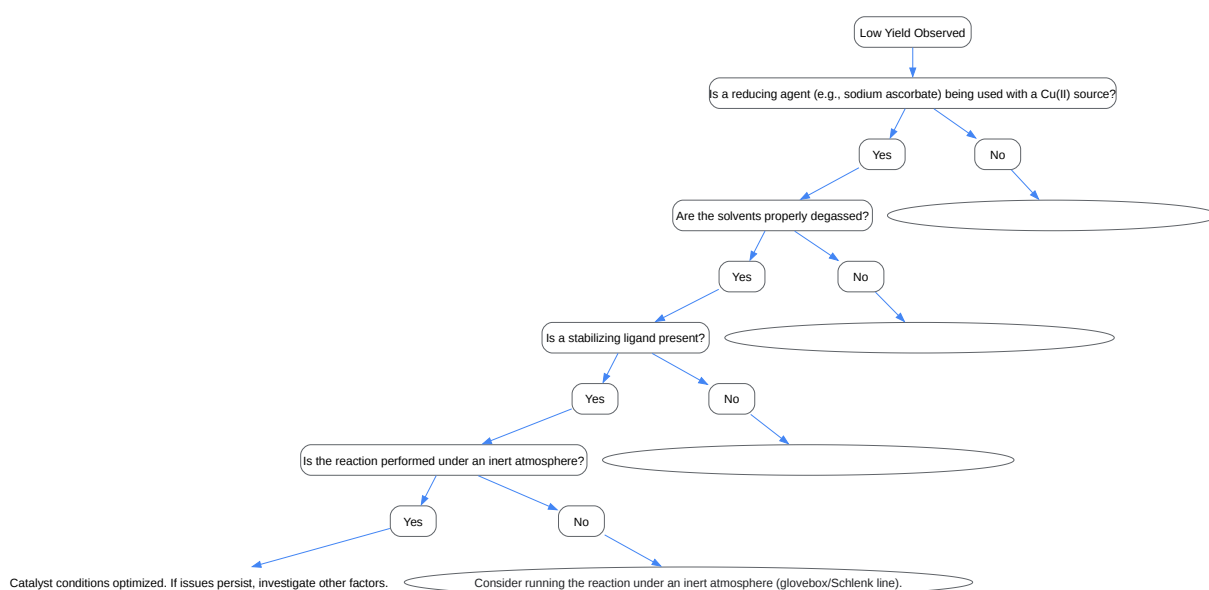 Low Yield Observed
Is a reducing agent (e.g., sodium ascorbate) being used with a Cu(II) source?
Yes
No
Are the solvents properly degassed?
Yes
No
Is a stabilizing ligand present?
Yes
No
Is the reaction performed under an inert atmosphere?
Yes
No
Catalyst conditions optimized. If issues persist, investigate other factors.
Consider running the reaction under an inert atmosphere (glovebox/Schlenk line).